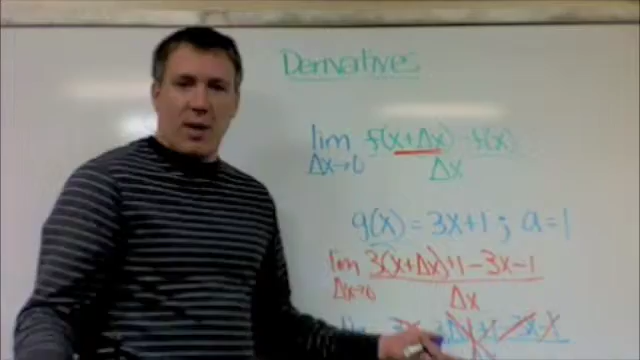 Derivatives
lim f(x+Δx) - f(x)
Δx→0 Δx
g(x) = 3x+1 ; a=1
lim 3(x+Δx)+1-3x-1
Δx→0 Δx